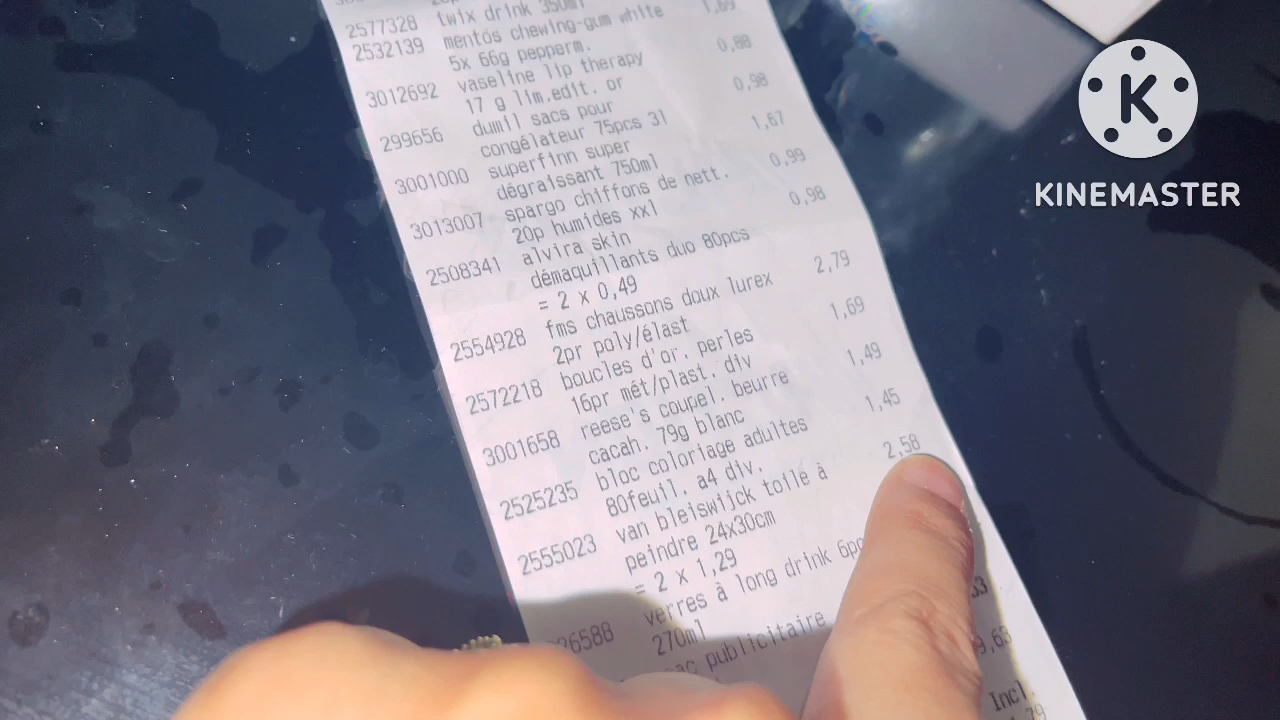 2577328 twix drink 350ml
2532139 mentos chewing-gum white 1,69
5x 66g pepperm.
3012692 vaseline lip therapy 0,88
17 g lim.edit. or
299656 dumil sacs pour 0,98
congélateur 75pcs 3l
3001000 superfinn super 1,67
dégraissant 750ml
3013007 spargo chiffons de nett. 0,99
20p humides xxl
2508341 alvira skin 0,98
démaquillants duo 80pcs
= 2 x 0,49
2554928 fms chaussons doux lurex 2,79
2pr poly/élast
2572218 boucles d'or. perles 1,69
16pr mét/plast. div
3001658 reese's coupel. beurre 1,49
cacah. 79g blanc
2525235 bloc coloriage adultes 1,45
80feuil. a4 div.
2555023 van bleiswijck toile à 2,58
peindre 24x30cm
= 2 x 1,29
36588 verres à long drink 6pc
270ml
sac publicitaire
9,63
Incl.
K
KINEMASTER